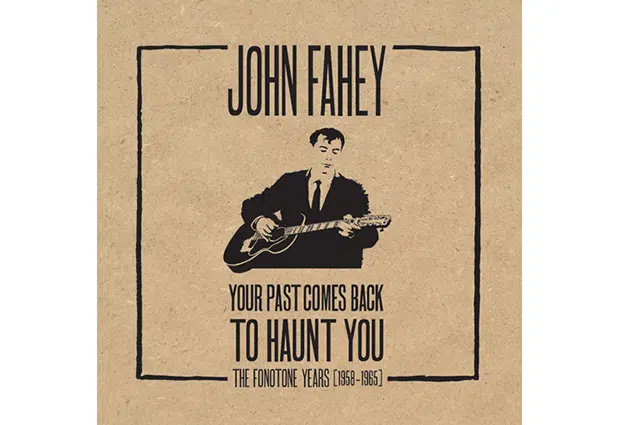 JOHN FAHEY
YOUR PAST COMES BACK
TO HAUNT YOU
THE FONOTONE YEARS [1958-1965]